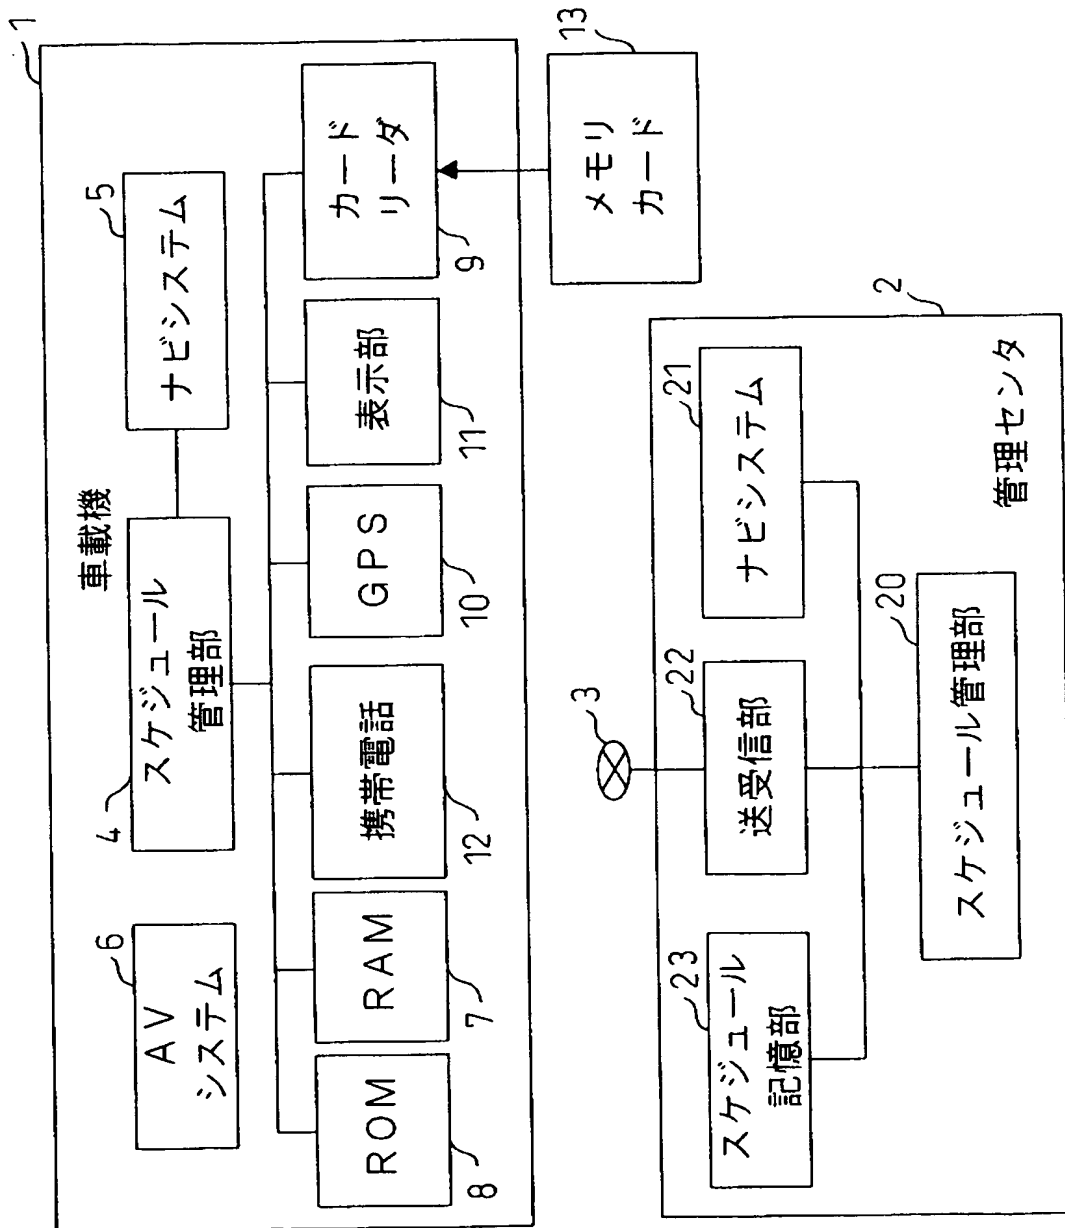 1
車載機
AV
システム
6
スケジュール
管理部
4
ナビシステム
5
ROM
8
RAM
7
携帯電話
12
GPS
10
表示部
11
カード
リーダ
9
メモリ
カード
13
3
2
スケジュール
記憶部
23
送受信部
22
ナビシステム
21
スケジュール管理部
20
管理センタ